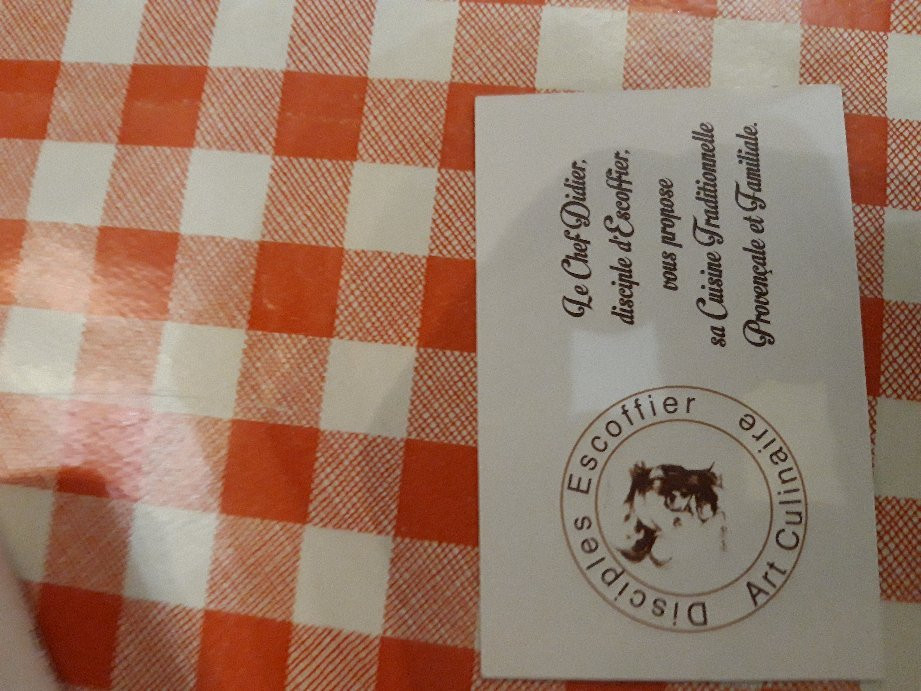 Le Chef Didier,
disciple d'Escoffier,
vous propose
sa Cuisine Traditionnelle
Provençale et Familiale.
Disciples Escoffier
Art Culinaire